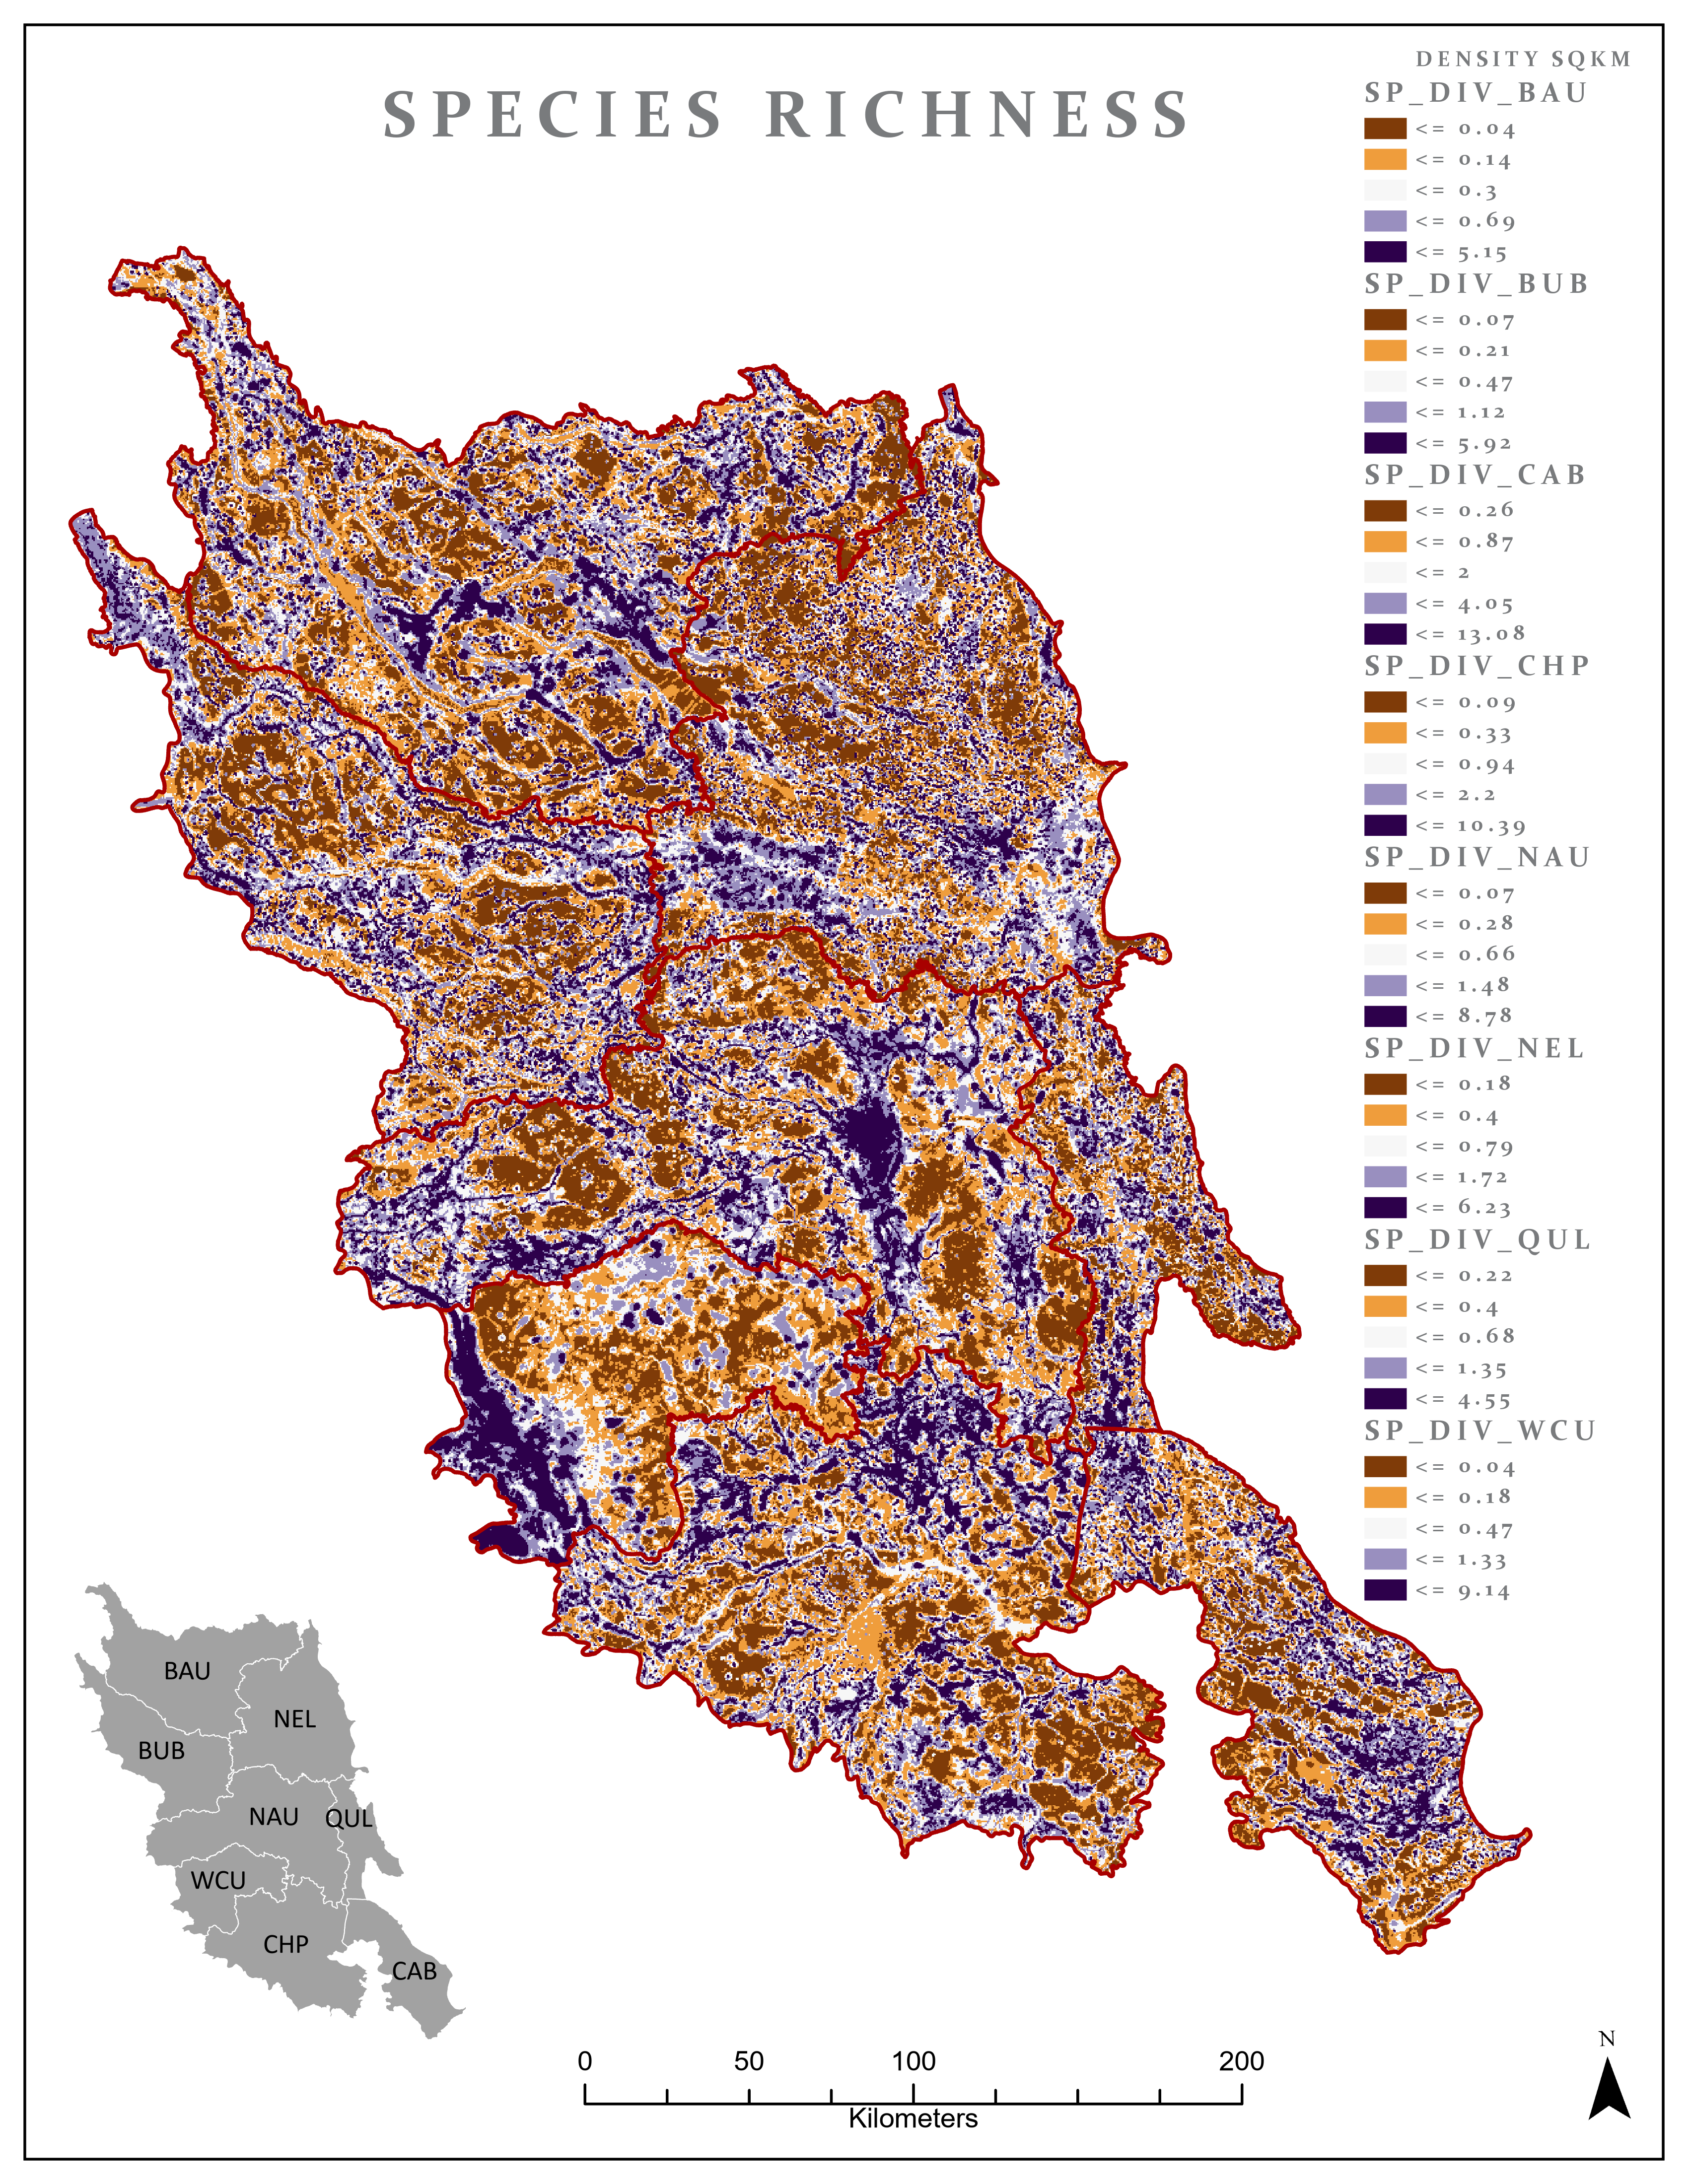 DENSITY SQKM
SPECIES RICHNESS
SP_DIV_BAU
<= 0.04
<= 0.14
<= 0.3
<= 0.69
<= 5.15
SP_DIV_BUB
<= 0.07
<= 0.21
<= 0.47
<= 1.12
<= 5.92
SP_DIV_CAB
<= 0.26
<= 0.87
<= 2
<= 4.05
<= 13.08
SP_DIV_CHP
<= 0.09
<= 0.33
<= 0.94
<= 2.2
<= 10.39
SP_DIV_NAU
<= 0.07
<= 0.28
<= 0.66
<= 1.48
<= 8.78
SP_DIV_NEL
<= 0.18
<= 0.4
<= 0.79
<= 1.72
<= 6.23
SP_DIV_QUL
<= 0.22
<= 0.4
<= 0.68
<= 1.35
<= 4.55
SP_DIV_WCU
<= 0.04
<= 0.18
<= 0.47
<= 1.33
<= 9.14
BAU
NEL
BUB
NAU
QUL
WCU
CHP
CAB
0 50 100 200
Kilometers
N